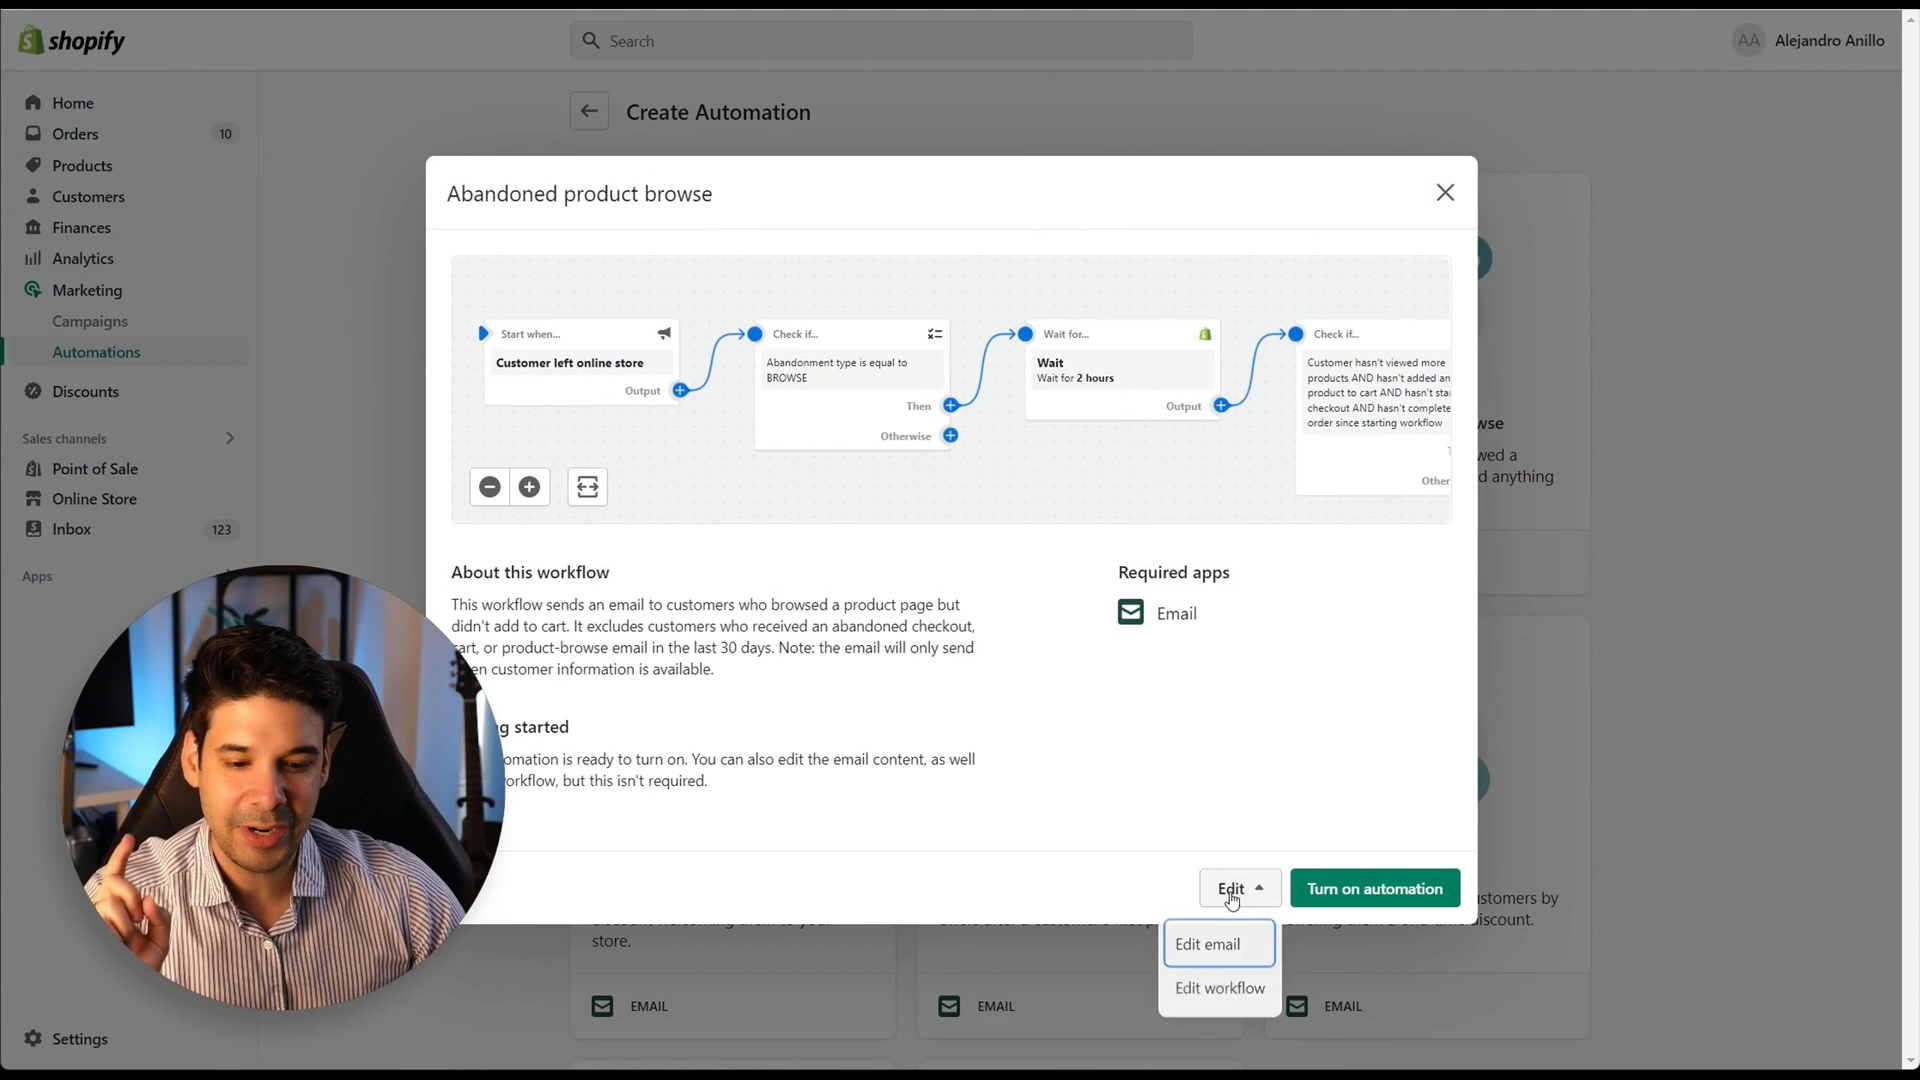 shopify
Search
AA
Alejandro Anillo
Home
Orders
10
Products
Customers
Finances
Analytics
Marketing
Campaigns
Automations
Discounts
Sales channels
Point of Sale
Online Store
Inbox
123
Apps
Settings
Create Automation
Abandoned product browse
Start when...
Customer left online store
Output
Check if...
Abandonment type is equal to
BROWSE
Then
Otherwise
Wait for...
Wait
Wait for 2 hours
Output
Check if...
Customer hasn't viewed more
products AND hasn't added an
product to cart AND hasn't sta
checkout AND hasn't complete
order since starting workflow
Other
About this workflow
This workflow sends an email to customers who browsed a product page but
didn't add to cart. It excludes customers who received an abandoned checkout,
cart, or product-browse email in the last 30 days. Note: the email will only send
en customer information is available.
Required apps
Email
g started
omation is ready to turn on. You can also edit the email content, as well
orkflow, but this isn't required.
Edit
Turn on automation
Edit email
Edit workflow
wed a
d anything
store.
customers by
discount.
EMAIL
EMAIL
EMAIL